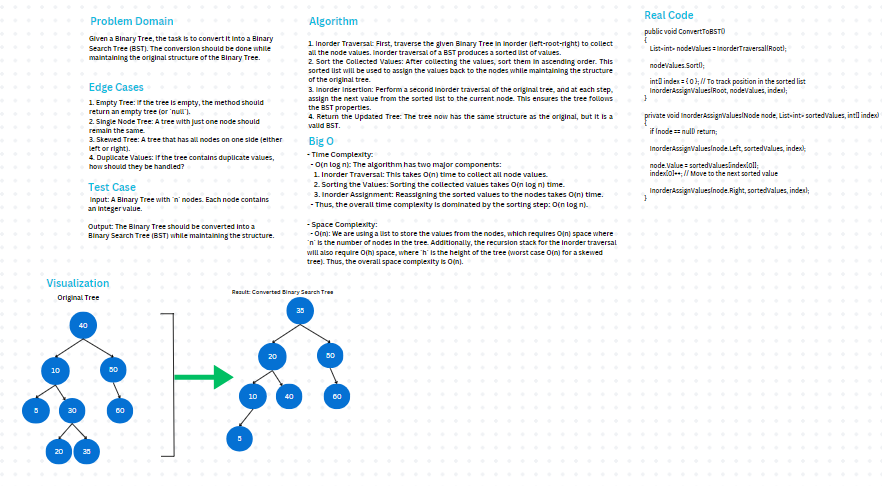 Problem Domain
Given a Binary Tree, the task is to convert it into a Binary
Search Tree (BST). The conversion should be done while
maintaining the original structure of the Binary Tree.
Edge Cases
1. Empty Tree: If the tree is empty, the method should
return an empty tree (or `null`).
2. Single Node Tree: A tree with just one node should
remain the same.
3. Skewed Tree: A tree that has all nodes on one side (either
left or right).
4. Duplicate Values: If the tree contains duplicate values,
how should they be handled?
Test Case
Input: A Binary Tree with `n` nodes. Each node contains
an integer value.
Output: The Binary Tree should be converted into a
Binary Search Tree (BST) while maintaining the structure.
Algorithm
1. Inorder Traversal: First, traverse the given Binary Tree in inorder (left-root-right) to collect
all the node values. Inorder traversal of a BST produces a sorted list of values.
2. Sort the Collected Values: After collecting the values, sort them in ascending order. This
sorted list will be used to assign the values back to the nodes while maintaining the structure
of the original tree.
3. Inorder Insertion: Perform a second inorder traversal of the original tree, and at each step,
assign the next value from the sorted list to the current node. This ensures the tree follows
the BST properties.
4. Return the Updated Tree: The tree now has the same structure as the original, but it is a
valid BST.
Big O
- Time Complexity:
- O(n log n): The algorithm has two major components:
1. Inorder Traversal: This takes O(n) time to collect all node values.
2. Sorting the Values: Sorting the collected values takes O(n log n) time.
3. Inorder Assignment: Reassigning the sorted values to the nodes takes O(n) time.
- Thus, the overall time complexity is dominated by the sorting step: O(n log n).
- Space Complexity:
- O(n): We are using a list to store the values from the nodes, which requires O(n) space where
`n` is the number of nodes in the tree. Additionally, the recursion stack for the inorder traversal
will also require O(h) space, where `h` is the height of the tree (worst case O(n) for a skewed
tree). Thus, the overall space complexity is O(n).
Real Code
public void ConvertToBST()
{
List<int> nodeValues = InorderTraversal(Root);
nodeValues.Sort();
int[] index = { 0 }; // To track position in the sorted list
InorderAssignValues(Root, nodeValues, index);
}
private void InorderAssignValues(Node node, List<int> sortedValues, int[] index)
{
if (node == null) return;
InorderAssignValues(node.Left, sortedValues, index);
node.Value = sortedValues[index[0]];
index[0]++; // Move to the next sorted value
InorderAssignValues(node.Right, sortedValues, index);
}
Visualization
Original Tree
40
10
50
5
30
60
20
35
Result: Converted Binary Search Tree
35
20
50
10
40
60
5